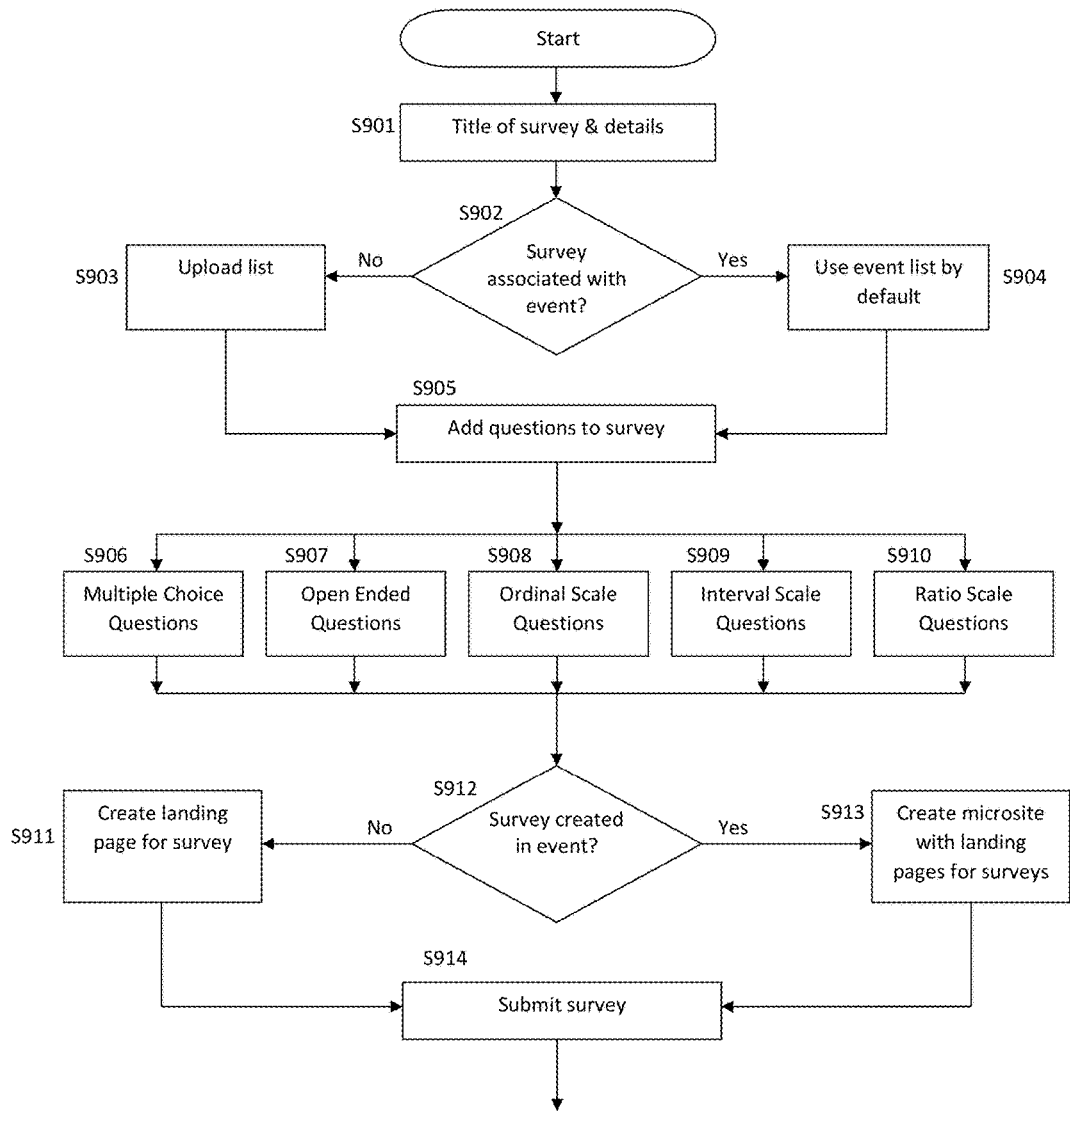 Start
S901
Title of survey & details
S902
Survey
associated with
event?
No
Yes
S903
Upload list
Use event list by
default
S904
S905
Add questions to survey
S906
S907
S908
S909
S910
Multiple Choice
Questions
Open Ended
Questions
Ordinal Scale
Questions
Interval Scale
Questions
Ratio Scale
Questions
S912
Survey created
in event?
No
Yes
S911
Create landing
page for survey
S913
Create microsite
with landing
pages for surveys
S914
Submit survey